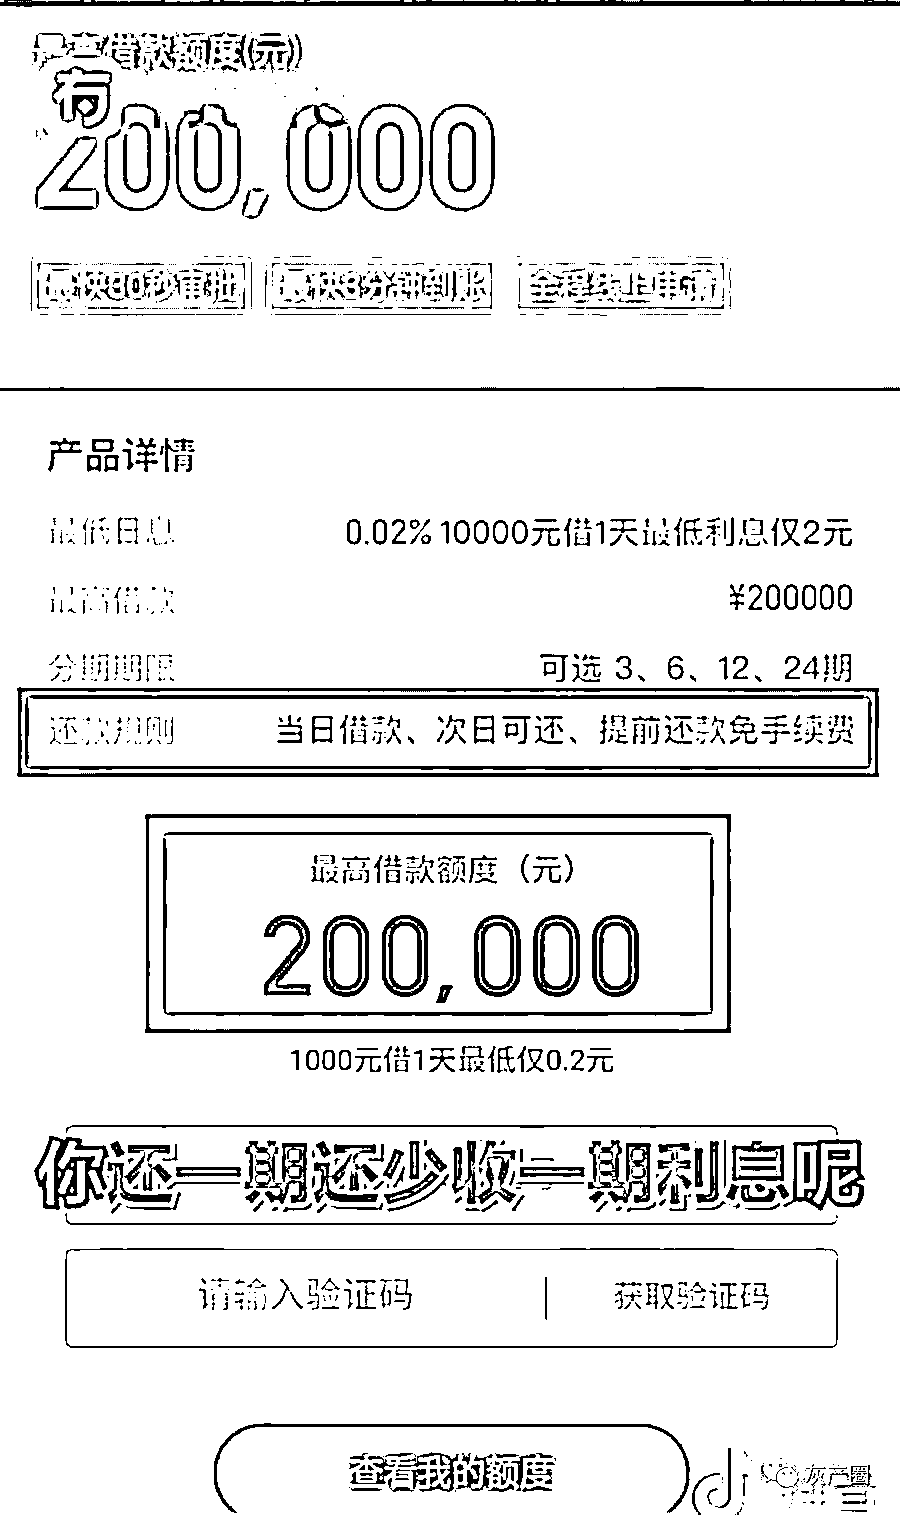 最高借款额度(元)
有
200,000
最快30秒审批 最快3分钟到账 全程线上申请
产品详情
最低日息 0.02% 10000元借1天最低利息仅2元
最高借款 ¥200000
分期期限 可选 3、6、12、24期
还款规则 当日借款、次日可还、提前还款免手续费
最高借款额度（元）
200,000
1000元借1天最低仅0.2元
你还一期还少收一期利息呢
请输入验证码 获取验证码
查看我的额度
灰产圈